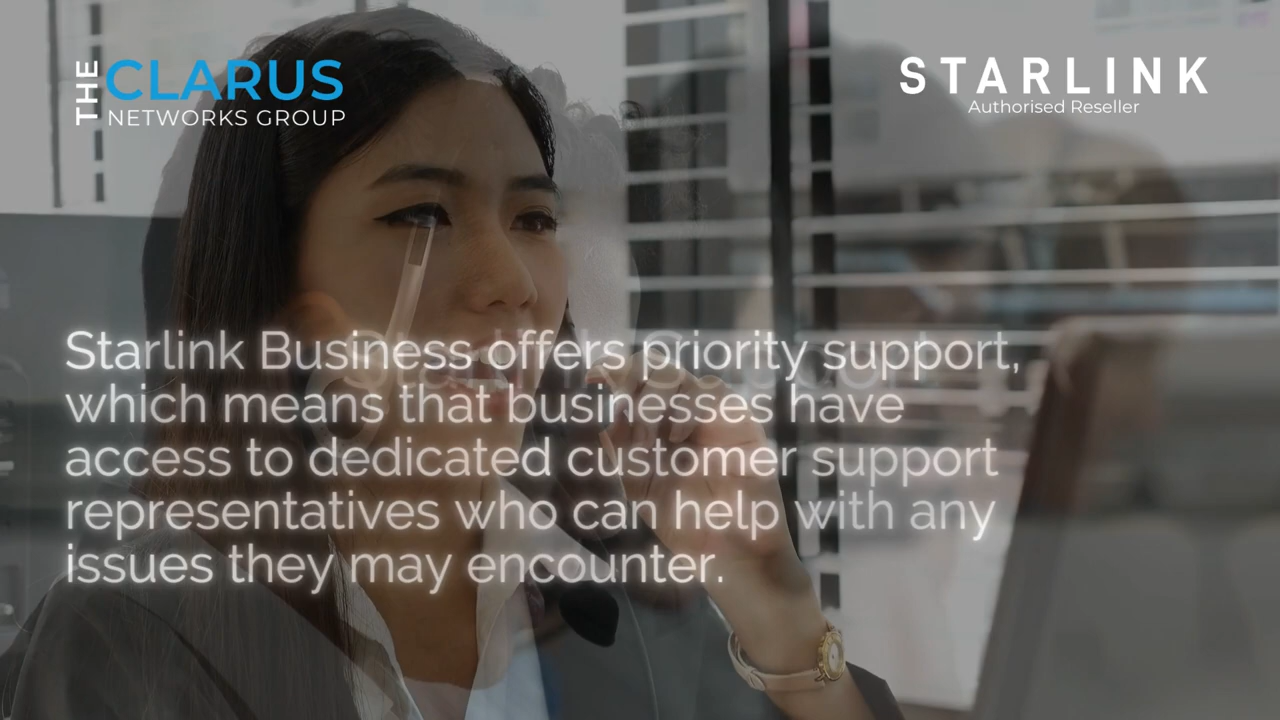 THE CLARUS
NETWORKS GROUP
STARLINK
Authorised Reseller
Starlink Business offers priority support,
which means that businesses have
access to dedicated customer support
representatives who can help with any
issues they may encounter.